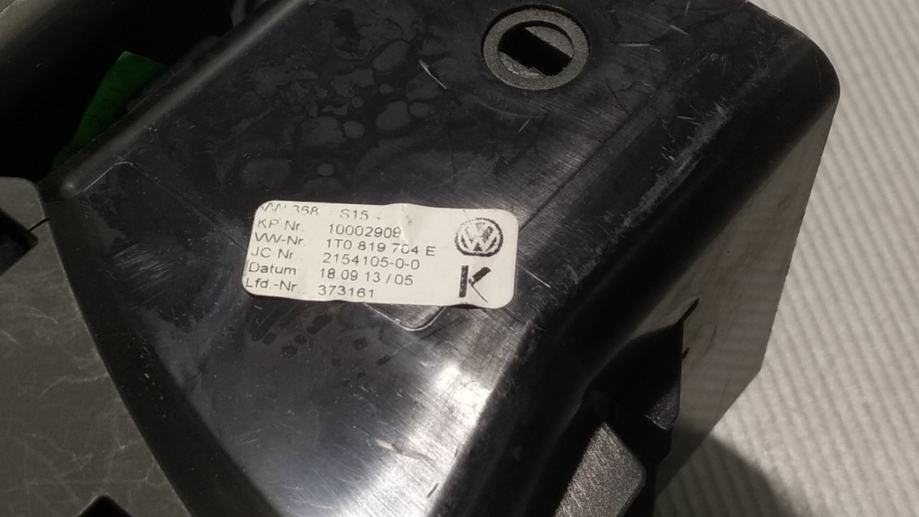 VW 368 S15
KP Nr. 10002909
VW-Nr. 1T0 819 704 E
JC Nr 2154105-0-0
Datum 18 09 13 / 05
Lfd.-Nr. 373161
K